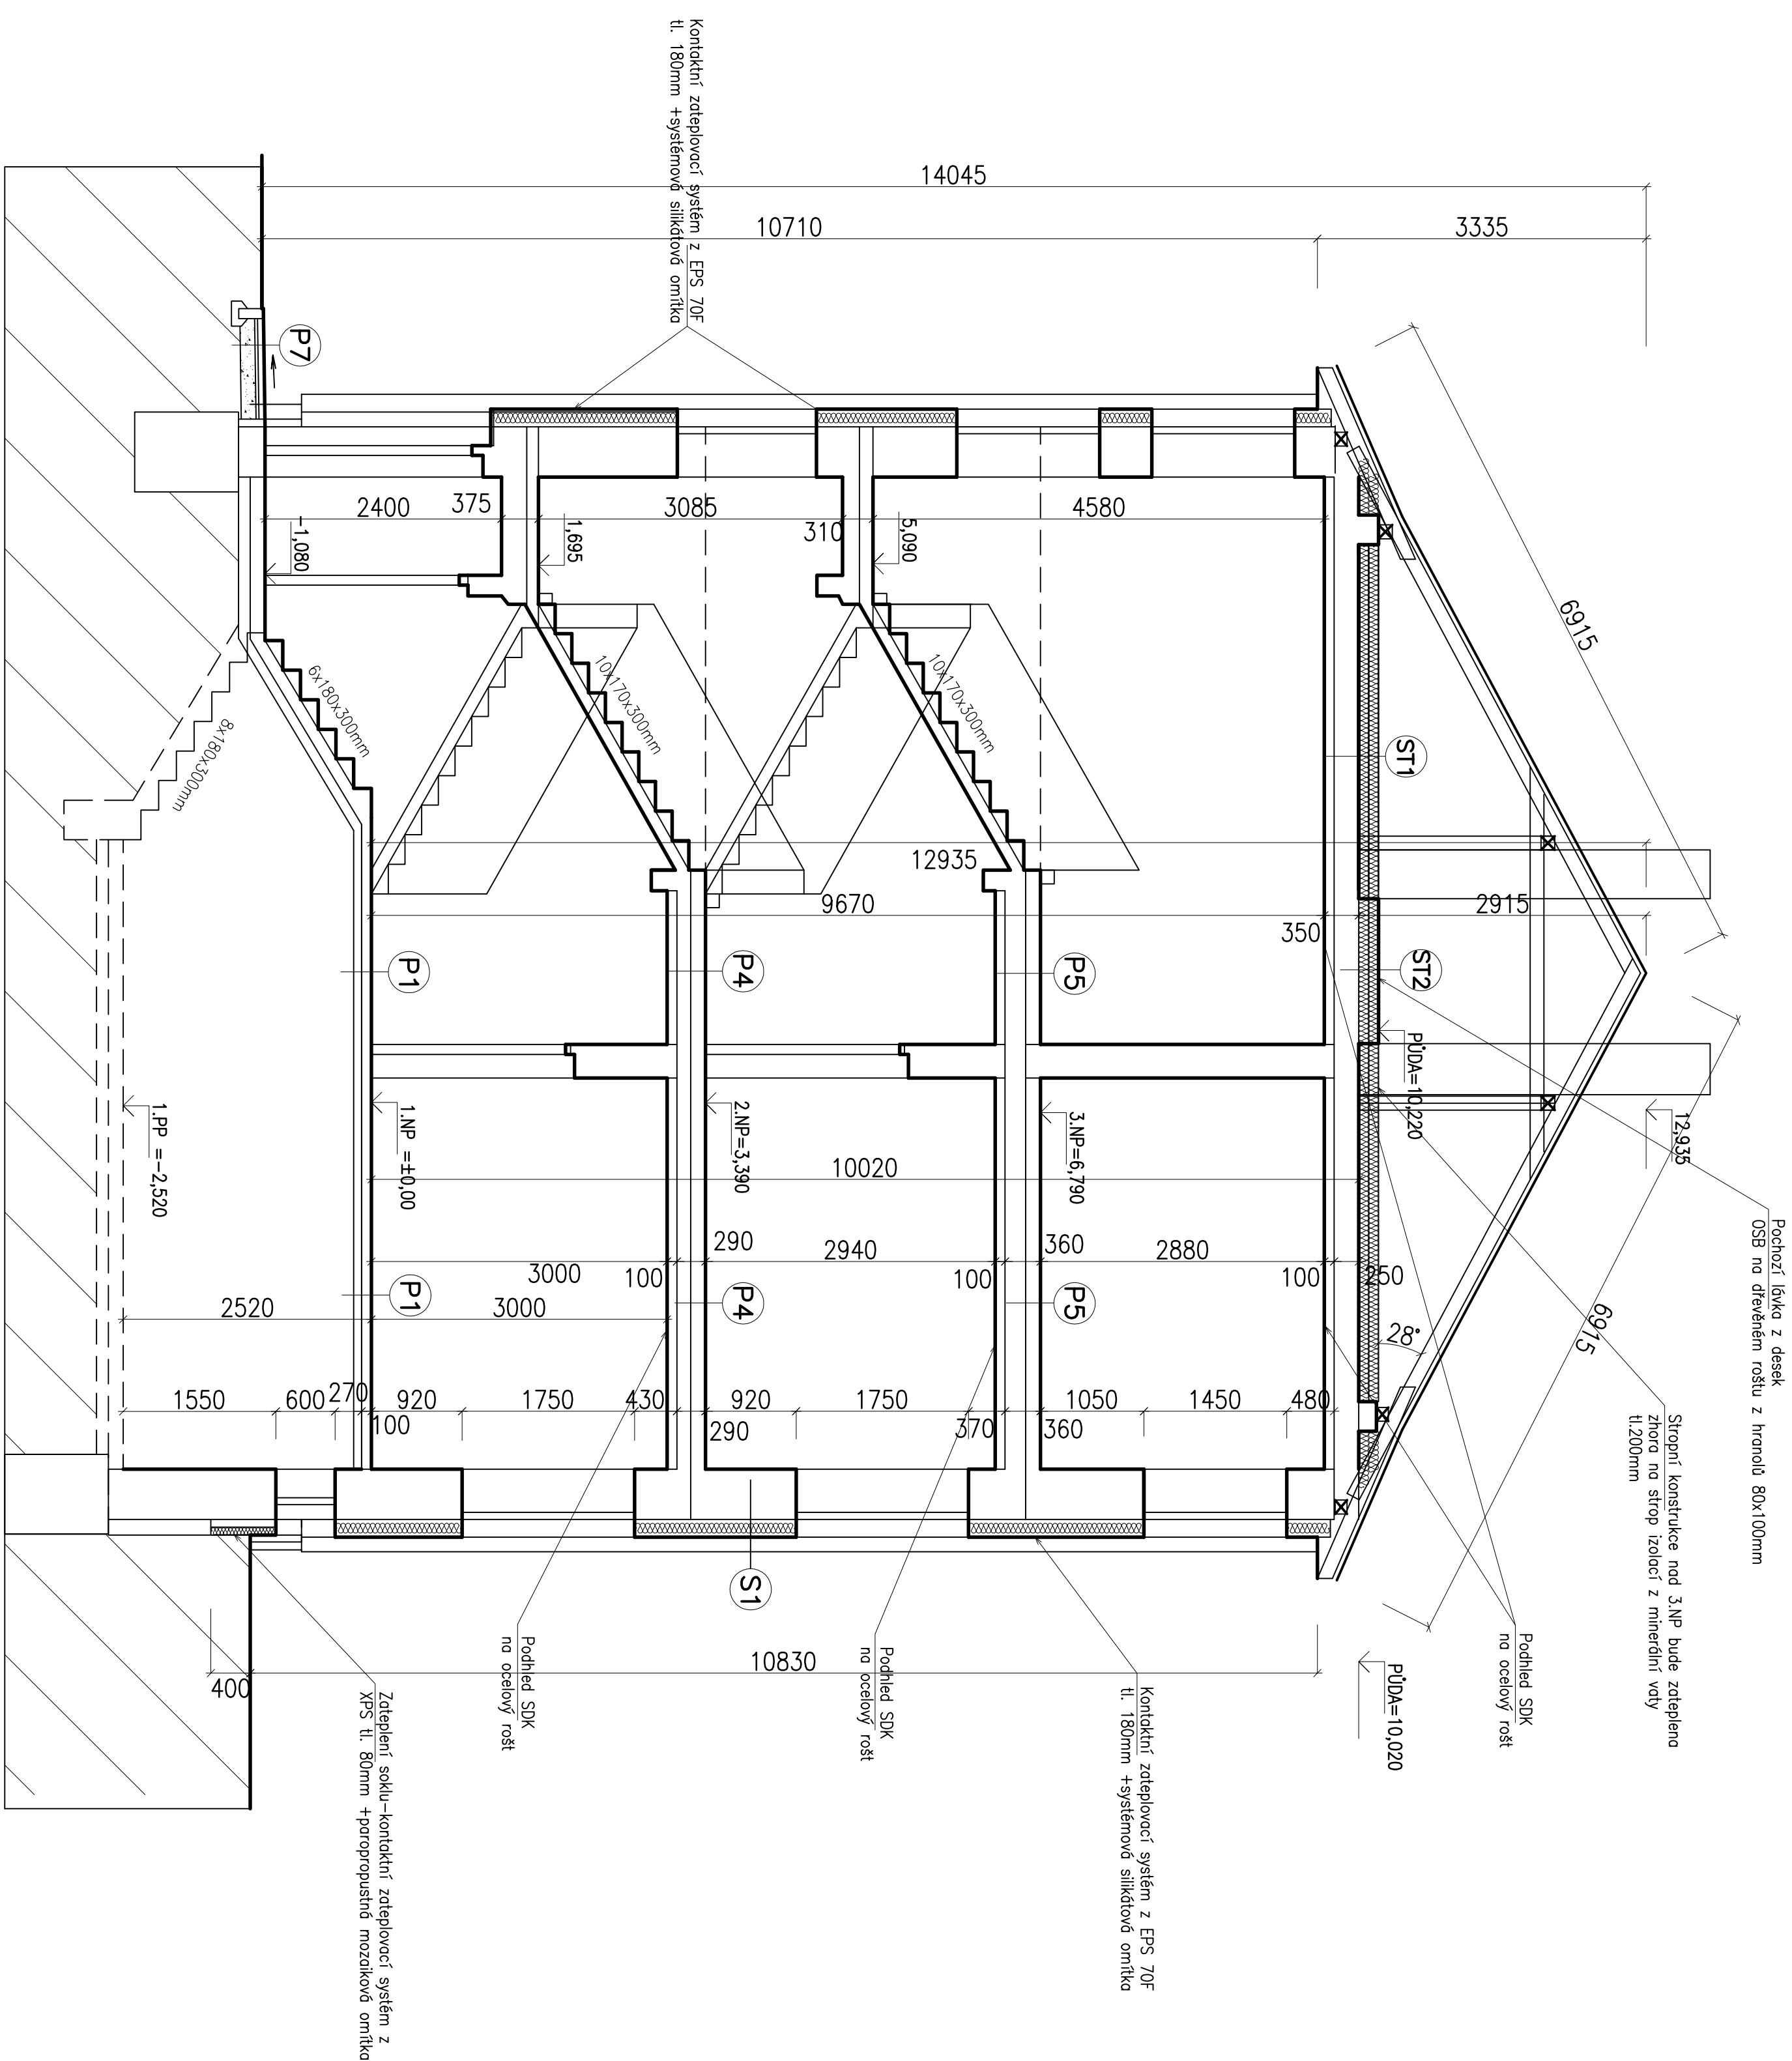 14045
10710
3335
Kontaktní zateplovací systém z EPS 70F
tl. 180mm +systémová silikátová omítka
6915
6915
28°
12,935
PŮDA=10,220
PŮDA=10,020
Pochozí lávka z desek
OSB na dřevěném roštu z hranolů 80x100mm
Stropní konstrukce nad 3.NP bude zateplena
zhora na strop izolací z minerální vaty
tl.200mm
Podhled SDK
na ocelový rošt
ST1
ST2
2915
350
12935
9670
10020
4580
5,090
310
3085
1,695
375
2400
-1,080
P7
10x170x300mm
10x170x300mm
6x180x300mm
8x180x300mm
P5
P4
P1
3.NP=6,790
2.NP=3,390
1.NP =±0,00
1.PP =-2,520
250
100
2880
360
100
2940
290
100
3000
P5
P4
P1
3000
2520
480
1450
1050
360
370
1750
920
290
430
1750
920
100
270
600
1550
S1
Kontaktní zateplovací systém z EPS 70F
tl. 180mm +systémová silikátová omítka
Podhled SDK
na ocelový rošt
Podhled SDK
na ocelový rošt
10830
400
Zateplení soklu-kontaktní zateplovací systém z
XPS tl. 80mm +paropropustná mozaiková omítka